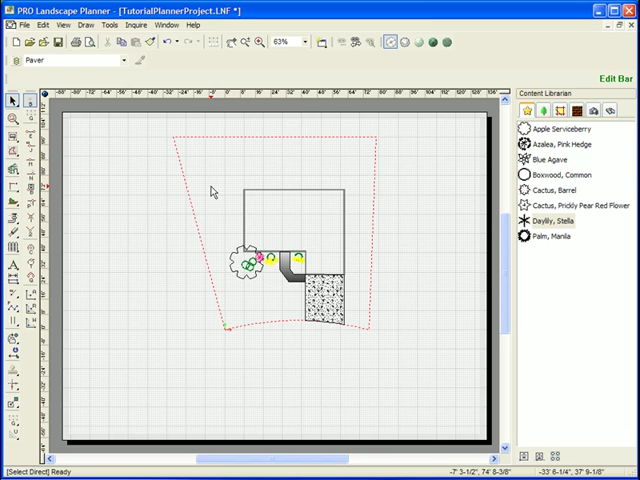 PRO Landscape Planner - [TutorialPlannerProject.LNF *]
File Edit View Draw Tools Inquire Window Help
63%
Paver
Edit Bar
Content Librarian
Apple Serviceberry
Azalea, Pink Hedge
Blue Agave
Boxwood, Common
Cactus, Barrel
Cactus, Prickly Pear Red Flower
Daylily, Stella
Palm, Manila
[Select Direct] Ready
-7' 3-1/2", 74' 8-3/8"
-33' 6-1/4", 37' 9-1/8"